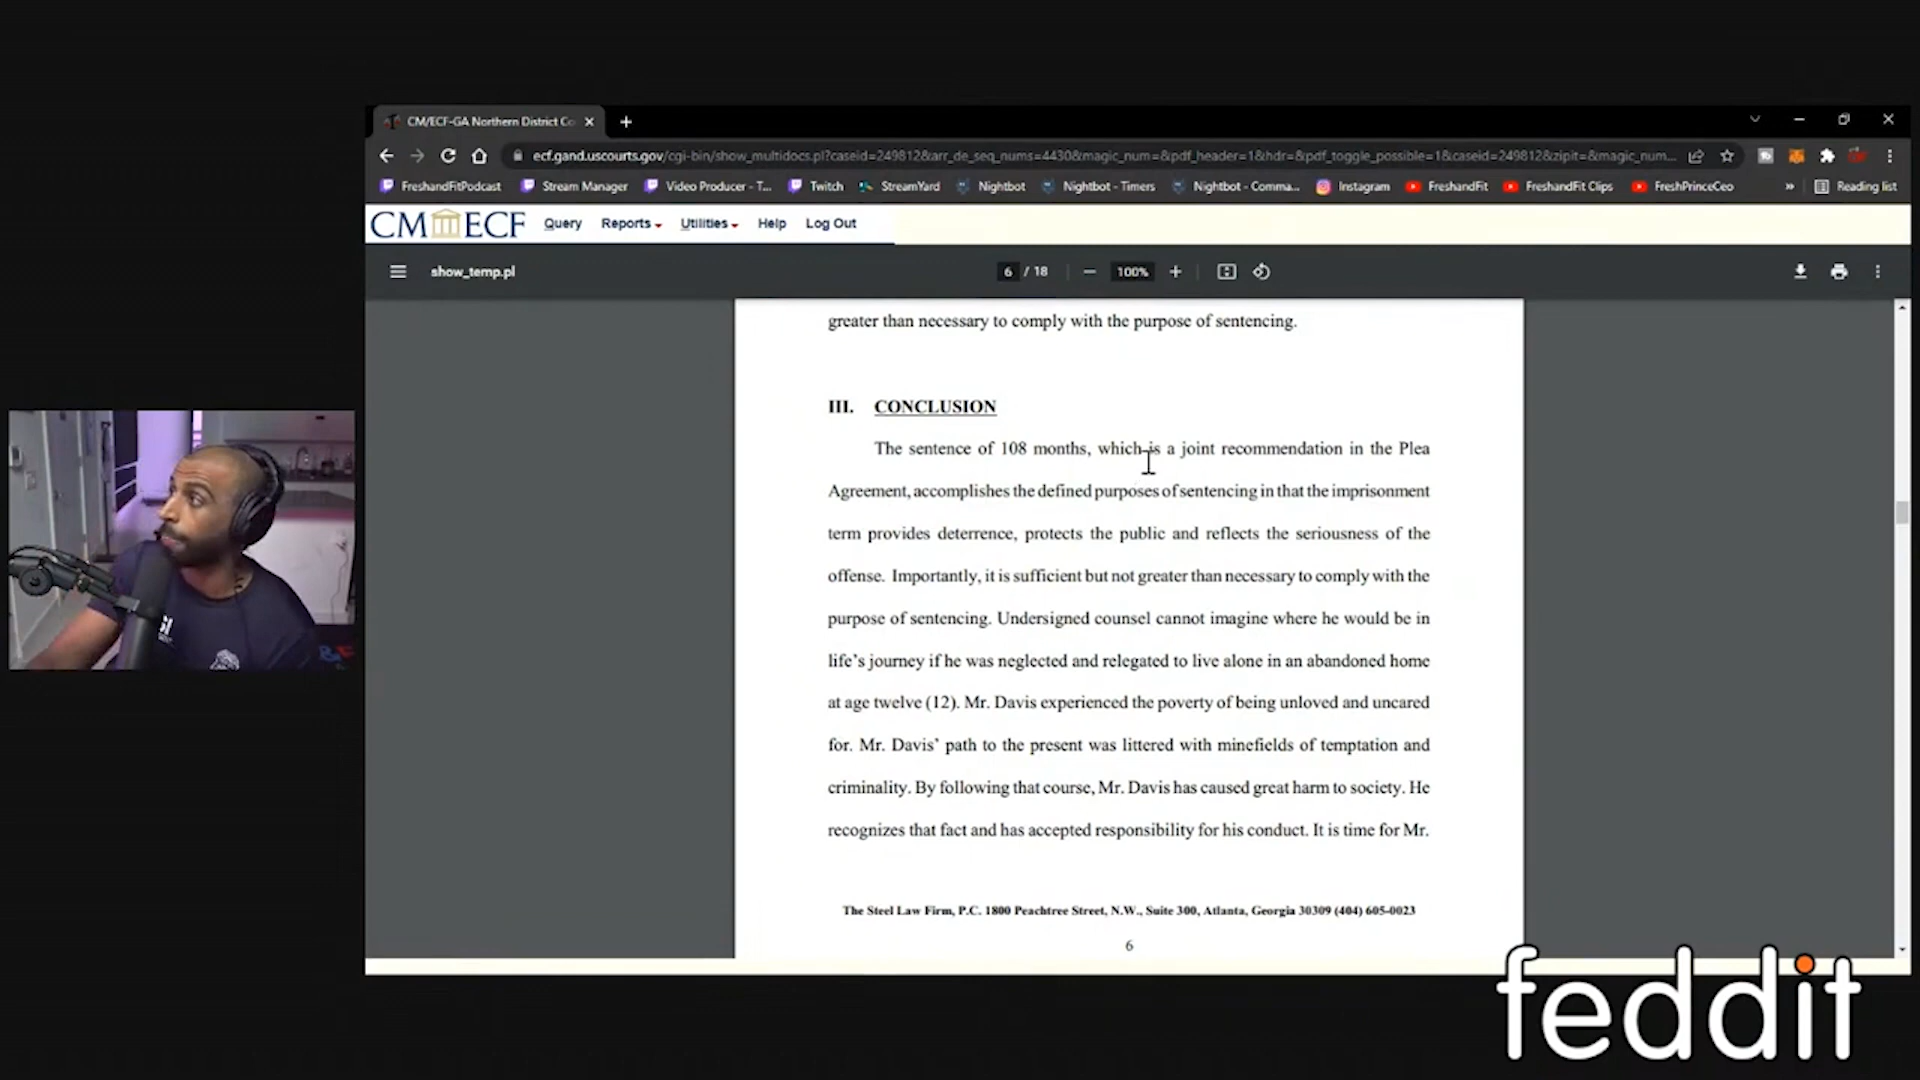 CM/ECF-GA Northern District Co
ecf.gand.uscourts.gov/cgi-bin/show_multidocs.pl?caseid=249812&arr_de_seq_nums=4430&magic_num=&pdf_header=1&hdr=&pdf_toggle_possible=1&caseid=249812&zipit=&magic_num...
FreshandFitPodcast Stream Manager Video Producer - T... Twitch StreamYard Nightbot Nightbot - Timers Nightbot - Comma... Instagram FreshandFit FreshandFit Clips FreshPrinceCeo » Reading list
CM ECF Query Reports Utilities Help Log Out
show_temp.pl 6 / 18 100%
greater than necessary to comply with the purpose of sentencing.
III. CONCLUSION
The sentence of 108 months, which is a joint recommendation in the Plea
Agreement, accomplishes the defined purposes of sentencing in that the imprisonment
term provides deterrence, protects the public and reflects the seriousness of the
offense. Importantly, it is sufficient but not greater than necessary to comply with the
purpose of sentencing. Undersigned counsel cannot imagine where he would be in
life's journey if he was neglected and relegated to live alone in an abandoned home
at age twelve (12). Mr. Davis experienced the poverty of being unloved and uncared
for. Mr. Davis' path to the present was littered with minefields of temptation and
criminality. By following that course, Mr. Davis has caused great harm to society. He
recognizes that fact and has accepted responsibility for his conduct. It is time for Mr.
The Steel Law Firm, P.C. 1800 Peachtree Street, N.W., Suite 300, Atlanta, Georgia 30309 (404) 605-0023
6
feddit